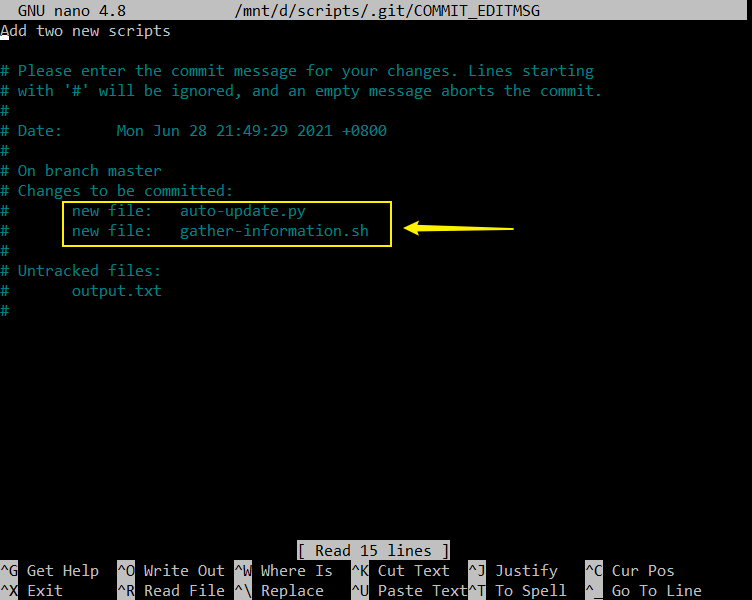 GNU nano 4.8 /mnt/d/scripts/.git/COMMIT_EDITMSG
Add two new scripts
# Please enter the commit message for your changes. Lines starting
# with '#' will be ignored, and an empty message aborts the commit.
#
# Date:      Mon Jun 28 21:49:29 2021 +0800
#
# On branch master
# Changes to be committed:
#       new file:   auto-update.py
#       new file:   gather-information.sh
#
# Untracked files:
#       output.txt
#
[ Read 15 lines ]
^G Get Help  ^O Write Out ^W Where Is  ^K Cut Text  ^J Justify   ^C Cur Pos
^X Exit      ^R Read File ^\ Replace   ^U Paste Text^T To Spell  ^_ Go To Line